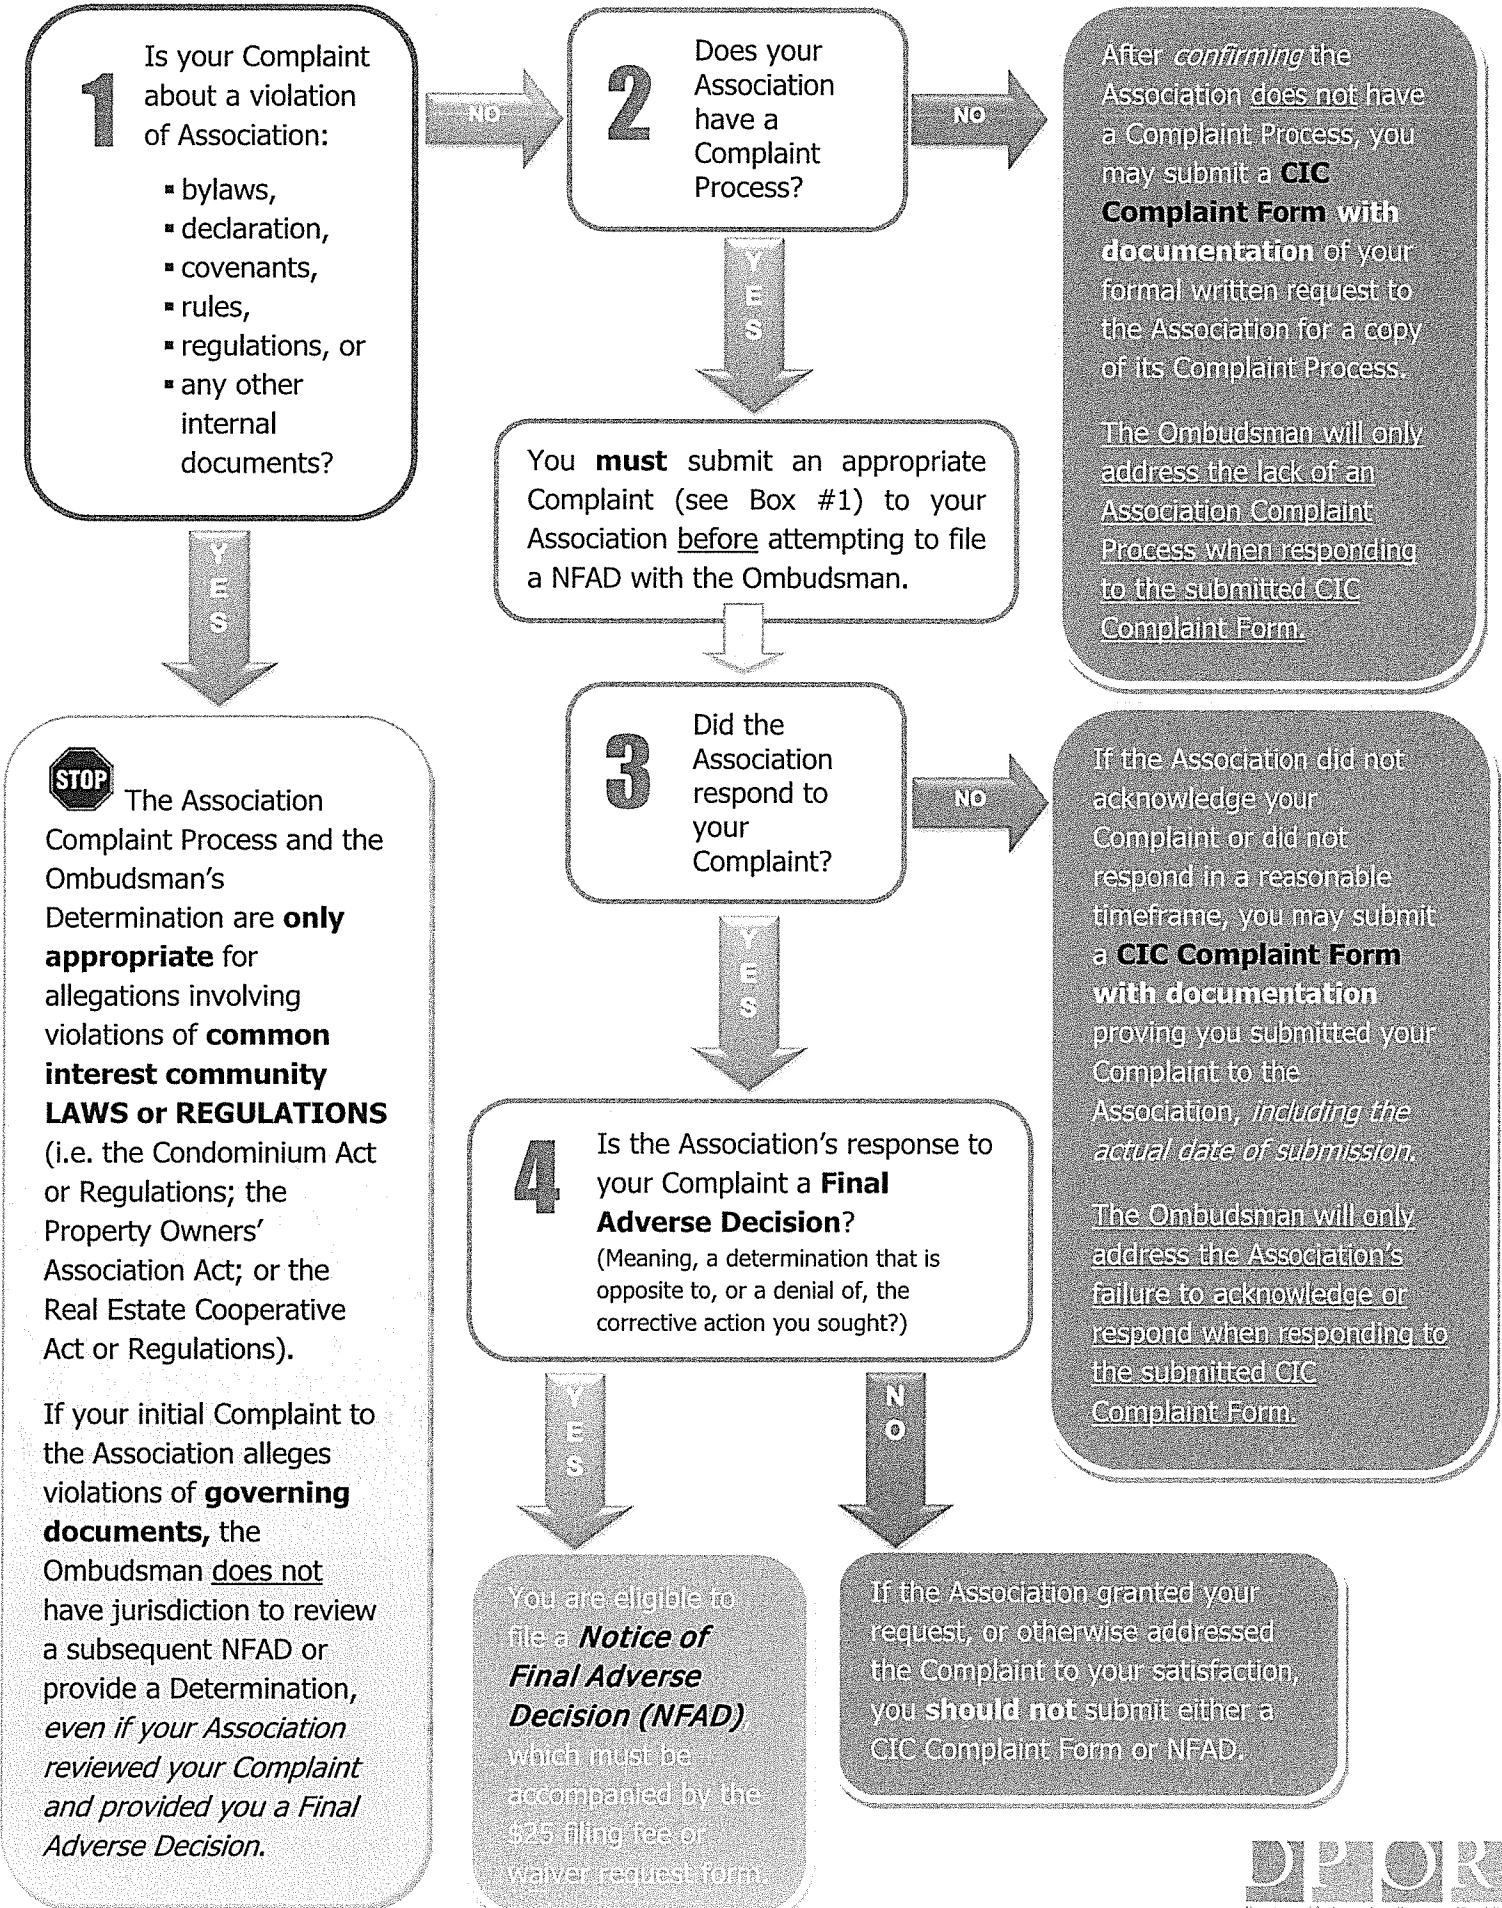 1
Is your Complaint
about a violation
of Association:
▪ bylaws,
▪ declaration,
▪ covenants,
▪ rules,
▪ regulations, or
▪ any other
internal
documents?
NO
2
Does your
Association
have a
Complaint
Process?
NO
After confirming the
Association does not have
a Complaint Process, you
may submit a CIC
Complaint Form with
documentation of your
formal written request to
the Association for a copy
of its Complaint Process.
The Ombudsman will only
address the lack of an
Association Complaint
Process when responding
to the submitted CIC
Complaint Form.
YES
You must submit an appropriate
Complaint (see Box #1) to your
Association before attempting to file
a NFAD with the Ombudsman.
YES
STOP
The Association
Complaint Process and the
Ombudsman's
Determination are only
appropriate for
allegations involving
violations of common
interest community
LAWS or REGULATIONS
(i.e. the Condominium Act
or Regulations; the
Property Owners'
Association Act; or the
Real Estate Cooperative
Act or Regulations).
If your initial Complaint to
the Association alleges
violations of governing
documents, the
Ombudsman does not
have jurisdiction to review
a subsequent NFAD or
provide a Determination,
even if your Association
reviewed your Complaint
and provided you a Final
Adverse Decision.
3
Did the
Association
respond to
your
Complaint?
NO
If the Association did not
acknowledge your
Complaint or did not
respond in a reasonable
timeframe, you may submit
a CIC Complaint Form
with documentation
proving you submitted your
Complaint to the
Association, including the
actual date of submission.
The Ombudsman will only
address the Association's
failure to acknowledge or
respond when responding to
the submitted CIC
Complaint Form.
YES
4
Is the Association's response to
your Complaint a Final
Adverse Decision?
(Meaning, a determination that is
opposite to, or a denial of, the
corrective action you sought?)
YES
NO
You are eligible to
file a Notice of
Final Adverse
Decision (NFAD),
which must be
accompanied by the
$25 filing fee or
waiver request form.
If the Association granted your
request, or otherwise addressed
the Complaint to your satisfaction,
you should not submit either a
CIC Complaint Form or NFAD.
DPOR